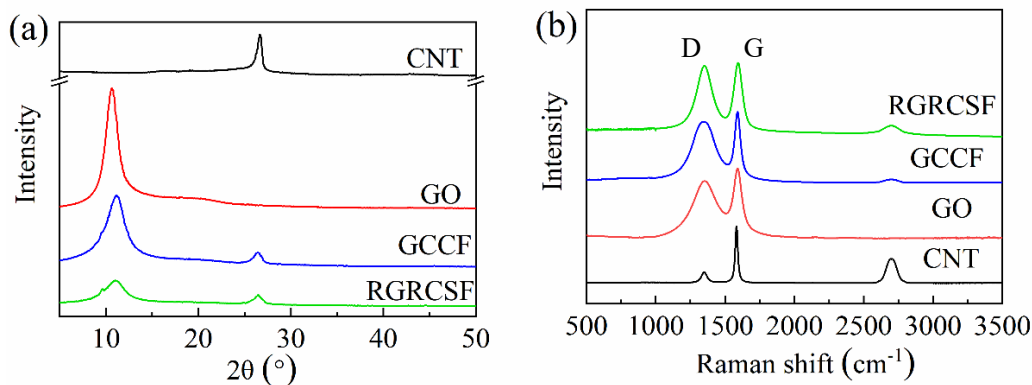 (a)
CNT
GO
GCCF
RGRCSF
Intensity
10 20 30 40 50
2θ (°)
(b)
D G
RGRCSF
GCCF
GO
CNT
Intensity
500 1000 1500 2000 2500 3000 3500
Raman shift (cm⁻¹)